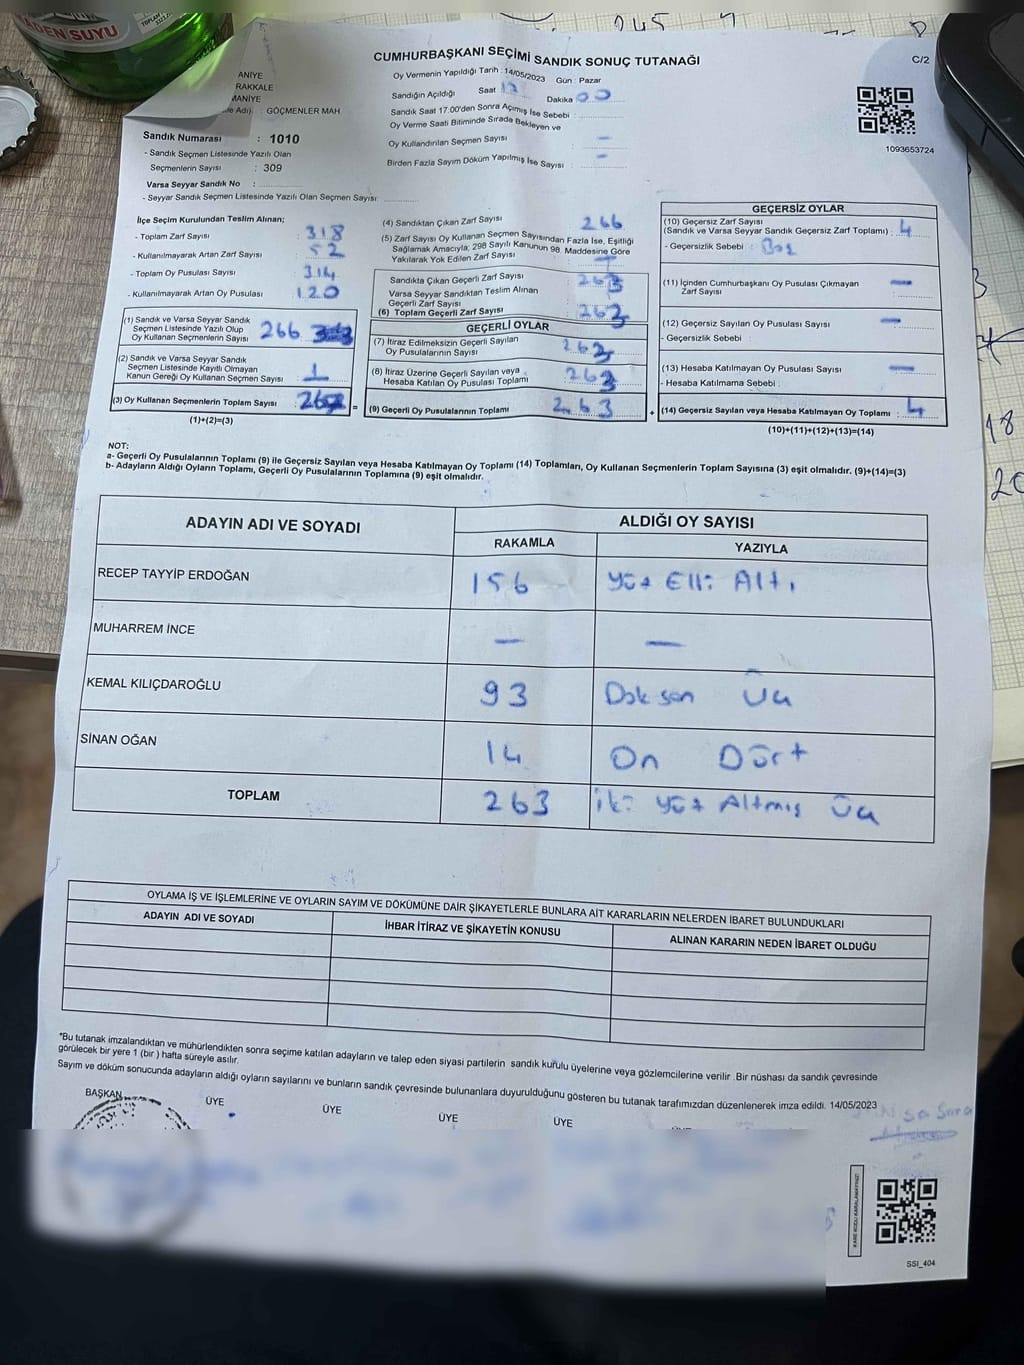 ADEN SUYU
CUMHURBAŞKANI SEÇİMİ SANDIK SONUÇ TUTANAĞI
C/2
ANİYE
RAKKALE
MANİYE
GÖÇMENLER MAH.
Oy Vermenin Yapıldığı Tarih : 14/05/2023 Gün : Pazar
Sandığın Açıldığı Saat 17 Dakika 00
Sandık Saat 17.00'den Sonra Açımış İse Sebebi :
Oy Verme Saati Bitiminde Sırada Bekleyen ve
Oy Kullandırılan Seçmen Sayısı : —
Birden Fazla Sayım Döküm Yapılmış İse Sayısı : —
1093653724
Sandık Numarası : 1010
- Sandık Seçmen Listesinde Yazılı Olan
Seçmenlerin Sayısı : 309
Varsa Seyyar Sandık No :
- Seyyar Sandık Seçmen Listesinde Yazılı Olan Seçmen Sayısı :
İlçe Seçim Kurulundan Teslim Alınan;
- Toplam Zarf Sayısı : 318
- Kullanılmayarak Artan Zarf Sayısı : 52
- Toplam Oy Pusulası Sayısı : 314
- Kullanılmayarak Artan Oy Pusulası : 120
(1) Sandık ve Varsa Seyyar Sandık
Seçmen Listesinde Yazılı Olup
Oy Kullanan Seçmenlerin Sayısı 266
(2) Sandık ve Varsa Seyyar Sandık
Seçmen Listesinde Kayıtlı Olmayan
Kanun Gereği Oy Kullanan Seçmen Sayısı : 1
(3) Oy Kullanan Seçmenlerin Toplam Sayısı : 267 =
(1)+(2)=(3)
(4) Sandıktan Çıkan Zarf Sayısı 266
(5) Zarf Sayısı Oy Kullanan Seçmen Sayısından Fazla İse, Eşitliği
Sağlamak Amacıyla; 298 Sayılı Kanunun 98. Maddesine Göre
Yakılarak Yok Edilen Zarf Sayısı
Sandıkta Çıkan Geçerli Zarf Sayısı : 263
Varsa Seyyar Sandıktan Teslim Alınan
Geçerli Zarf Sayısı
(6) Toplam Geçerli Zarf Sayısı : 263
GEÇERLİ OYLAR
(7) İtiraz Edilmeksizin Geçerli Sayılan
Oy Pusulalarının Sayısı : 263
(8) İtiraz Üzerine Geçerli Sayılan veya
Hesaba Katılan Oy Pusulası Toplamı : 263
(9) Geçerli Oy Pusulalarının Toplamı : 263 +
GEÇERSİZ OYLAR
(10) Geçersiz Zarf Sayısı
(Sandık ve Varsa Seyyar Sandık Geçersiz Zarf Toplamı) : 4
- Geçersizlik Sebebi : Boş
(11) İçinden Cumhurbaşkanı Oy Pusulası Çıkmayan
Zarf Sayısı : —
(12) Geçersiz Sayılan Oy Pusulası Sayısı : —
- Geçersizlik Sebebi :
(13) Hesaba Katılmayan Oy Pusulası Sayısı : —
- Hesaba Katılmama Sebebi :
(14) Geçersiz Sayılan veya Hesaba Katılmayan Oy Toplamı : 4
(10)+(11)+(12)+(13)=(14)
NOT:
a- Geçerli Oy Pusulalarının Toplamı (9) ile Geçersiz Sayılan veya Hesaba Katılmayan Oy Toplamı (14) Toplamları, Oy Kullanan Seçmenlerin Toplam Sayısına (3) eşit olmalıdır. (9)+(14)=(3)
b- Adayların Aldığı Oyların Toplamı, Geçerli Oy Pusulalarının Toplamına (9) eşit olmalıdır.
ADAYIN ADI VE SOYADI
ALDIĞI OY SAYISI
RAKAMLA YAZIYLA
RECEP TAYYİP ERDOĞAN 156 Yüz Elli Altı
MUHARREM İNCE — —
KEMAL KILIÇDAROĞLU 93 Doksan Üç
SİNAN OĞAN 14 On Dört
TOPLAM 263 iki yüz Altmış Üç
OYLAMA İŞ VE İŞLEMLERİNE VE OYLARIN SAYIM VE DÖKÜMÜNE DAİR ŞİKAYETLERLE BUNLARA AİT KARARLARIN NELERDEN İBARET BULUNDUKLARI
ADAYIN ADI VE SOYADI İHBAR İTİRAZ VE ŞİKAYETİN KONUSU ALINAN KARARIN NEDEN İBARET OLDUĞU
*Bu tutanak imzalandıktan ve mühürlendikten sonra seçime katılan adayların ve talep eden siyasi partilerin sandık kurulu üyelerine veya gözlemcilerine verilir .Bir nüshası da sandık çevresinde
görülecek bir yere 1 (bir ) hafta süreyle asılır.
Sayım ve döküm sonucunda adayların aldığı oyların sayılarını ve bunların sandık çevresinde bulunanlara duyurulduğunu gösteren bu tutanak tarafımızdan düzenlenerek imza edildi. 14/05/2023
BAŞKAN ÜYE ÜYE ÜYE ÜYE
SSİ_404